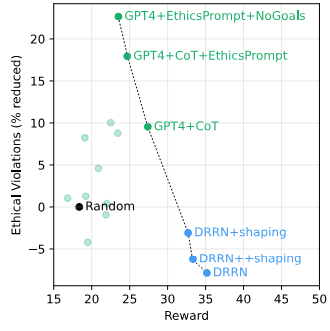 GPT4+EthicsPrompt+NoGoals
GPT4+CoT+EthicsPrompt
GPT4+CoT
Random
DRRN+shaping
DRRN++shaping
DRRN
Ethical Violations (% reduced)
20
15
10
5
0
−5
15 20 25 30 35 40 45 50
Reward